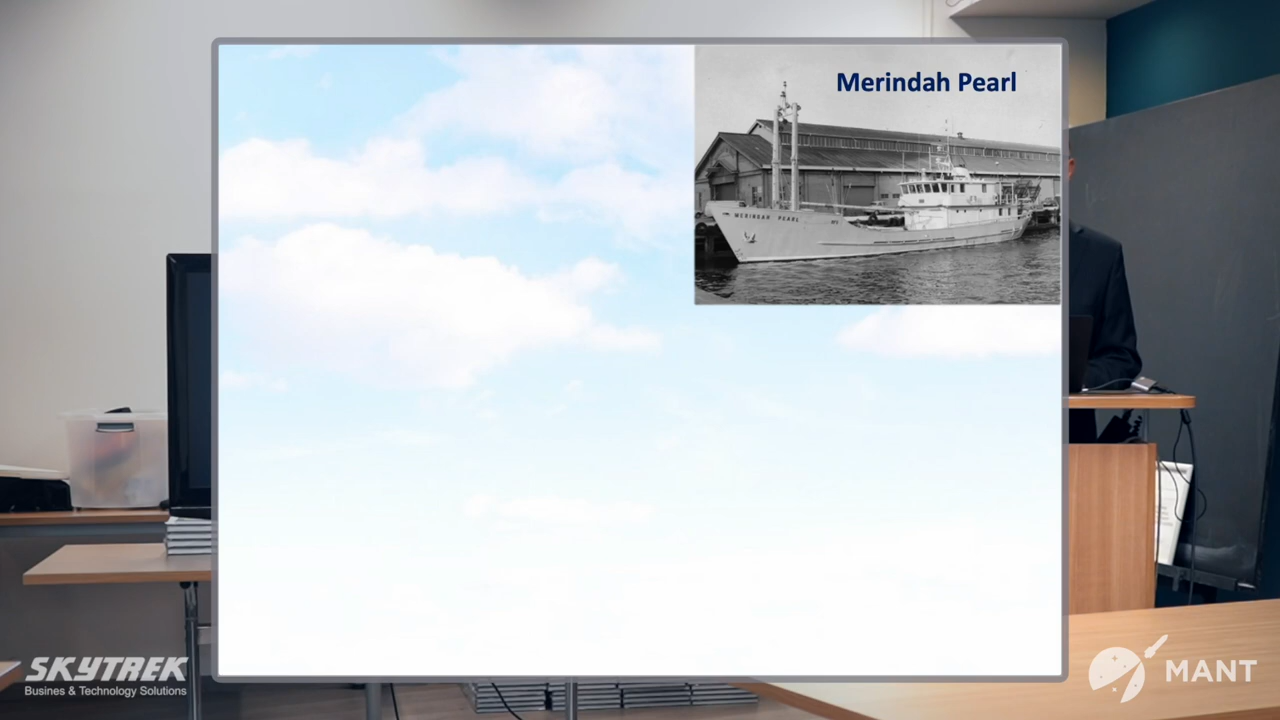 Merindah Pearl
MERINDAH PEARL
SKYTREK
Busines & Technology Solutions
MANT